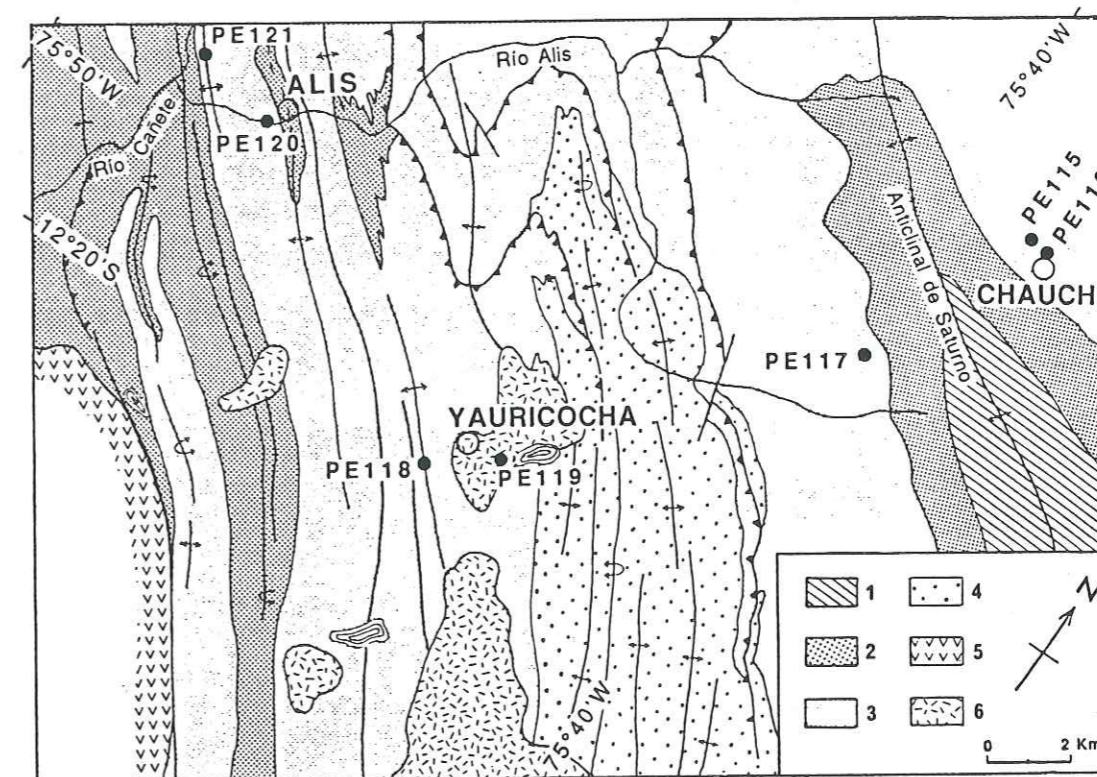 PE121
75°50'W
ALIS
Río Alis
75°40'W
Río Cañete
PE120
PE115
12°20'S
Anticlinal de Saturno
CHAUCH
PE117
YAURICOCHA
PE118
PE119
1 4
2 5
3 6
N
75°40'W
0 2 Km